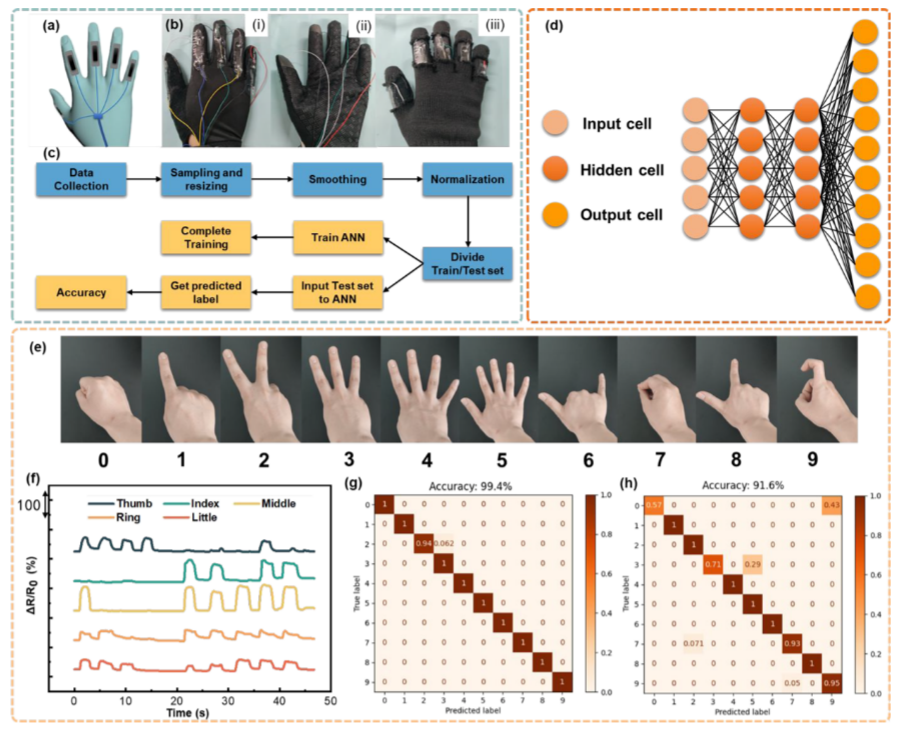 (a)
(b)
(i)
(ii)
(iii)
(c)
Data
Collection
Sampling and
resizing
Smoothing
Normalization
Complete
Training
Train ANN
Divide
Train/Test set
Accuracy
Get predicted
label
Input Test set
to ANN
(d)
Input cell
Hidden cell
Output cell
(e)
0 1 2 3 4 5 6 7 8 9
(f)
100
Thumb Index Middle
Ring Little
ΔR/R0 (%)
0 10 20 30 40 50
Time (s)
(g)
Accuracy: 99.4%
True label
0 1 0 0 0 0 0 0 0 0 0
1 0 1 0 0 0 0 0 0 0 0
2 0 0 0.94 0.062 0 0 0 0 0 0
3 0 0 0 1 0 0 0 0 0 0
4 0 0 0 0 1 0 0 0 0 0
5 0 0 0 0 0 1 0 0 0 0
6 0 0 0 0 0 0 1 0 0 0
7 0 0 0 0 0 0 0 1 0 0
8 0 0 0 0 0 0 0 0 1 0
9 0 0 0 0 0 0 0 0 0 1
0 1 2 3 4 5 6 7 8 9
Predicted label
1.0
0.8
0.6
0.4
0.2
0.0
(h)
Accuracy: 91.6%
True label
0 0.57 0 0 0 0 0 0 0 0 0.43
1 0 1 0 0 0 0 0 0 0 0
2 0 0 1 0 0 0 0 0 0 0
3 0 0 0 0.71 0 0.29 0 0 0 0
4 0 0 0 0 1 0 0 0 0 0
5 0 0 0 0 0 1 0 0 0 0
6 0 0 0 0 0 0 1 0 0 0
7 0 0 0.071 0 0 0 0 0.93 0 0
8 0 0 0 0 0 0 0 0 1 0
9 0 0 0 0 0 0 0 0.05 0 0.95
0 1 2 3 4 5 6 7 8 9
Predicted label
1.0
0.8
0.6
0.4
0.2
0.0